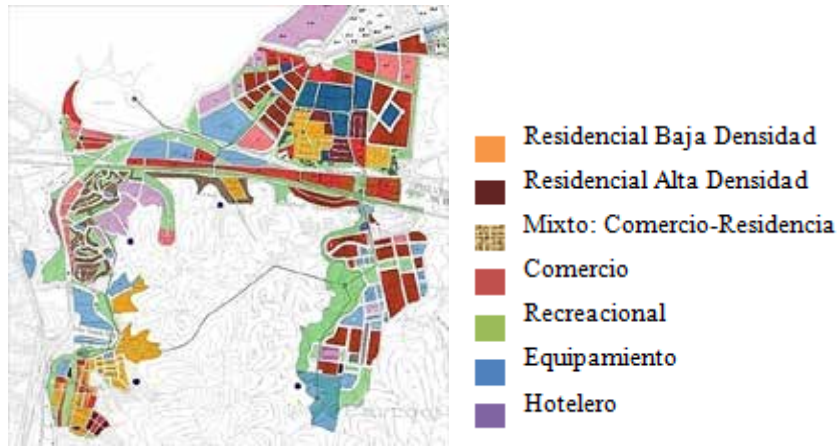 Residencial Baja Densidad
Residencial Alta Densidad
Mixto: Comercio-Residencia
Comercio
Recreacional
Equipamiento
Hotelero